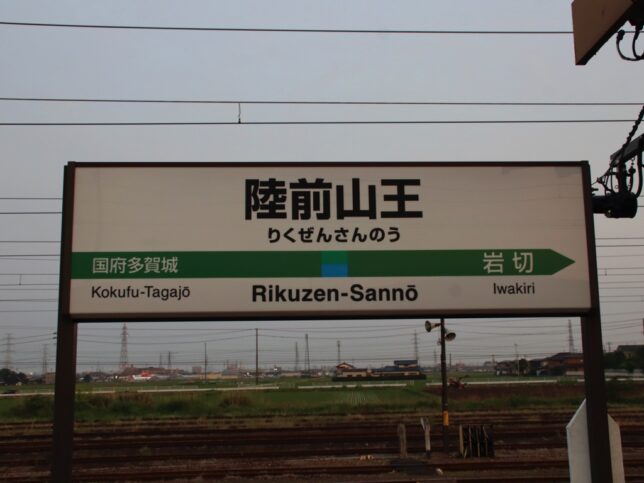 陸前山王
りくぜんさんのう
国府多賀城 岩切
Kokufu-Tagajō Rikuzen-Sannō Iwakiri